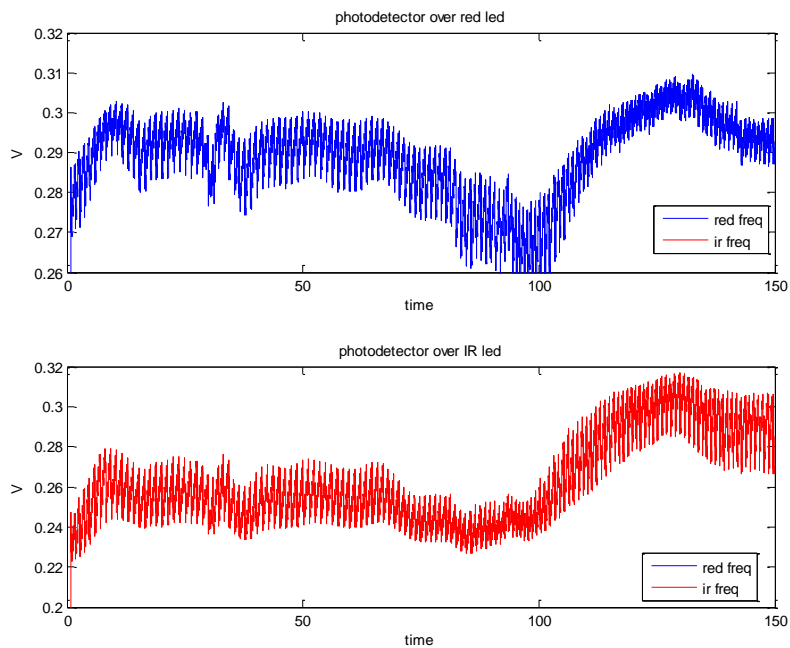 photodetector over red led
0.32
0.31
0.3
0.29
0.28
0.27
0.26
V
red freq
ir freq
0 50 100 150
time
photodetector over IR led
0.32
0.3
0.28
0.26
0.24
0.22
0.2
V
red freq
ir freq
0 50 100 150
time